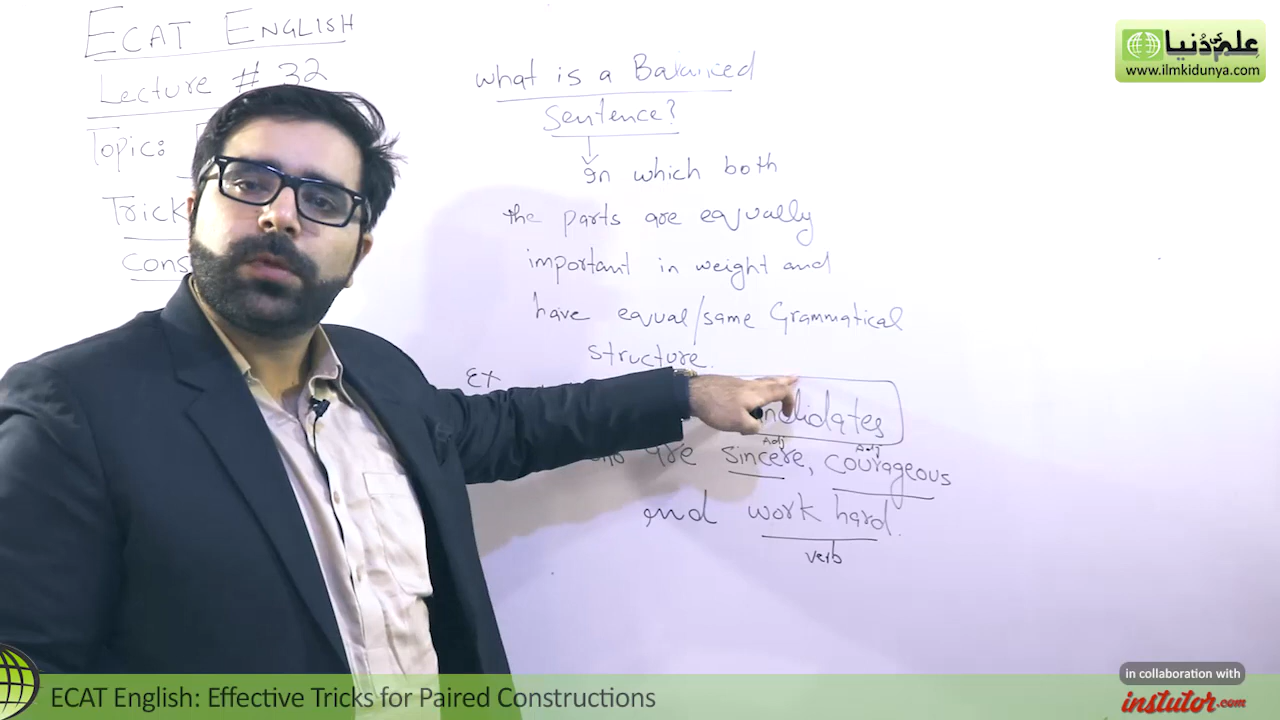 ECAT ENGLISH
Lecture # 32
Topic:
Trick
Cons
what is a Balanced
Sentence?
In which both
the parts are equally
important in weight and
have equal/same Grammatical
structure.
Ex
candidates
are sincere, courageous
Adj Adj
and work hard.
verb
علم کی دُنیا
www.ilmkidunya.com
ECAT English: Effective Tricks for Paired Constructions
in collaboration with
instutor.com